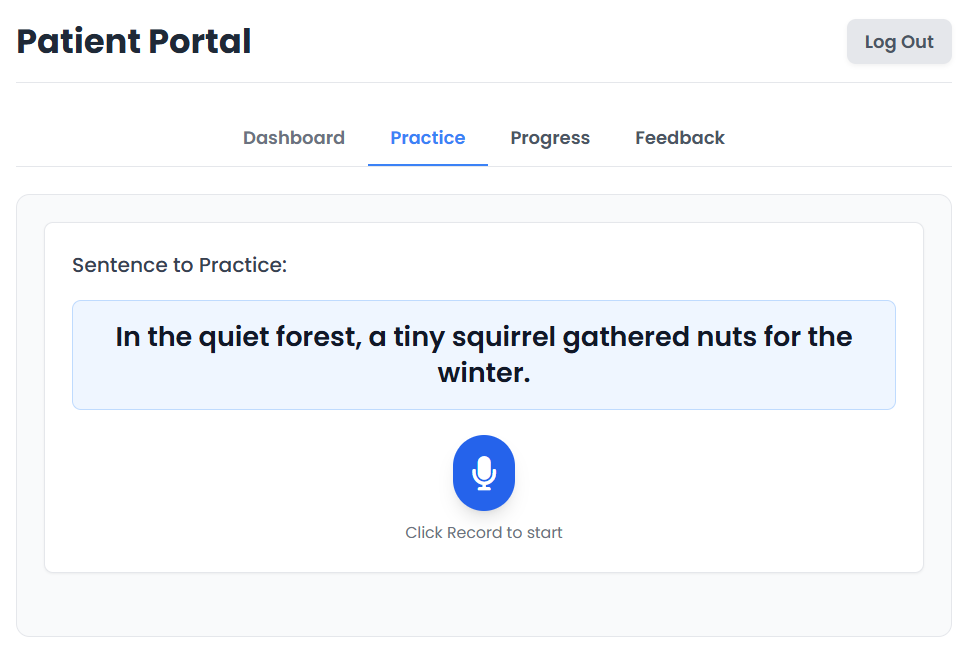 Patient Portal
Log Out
Dashboard Practice Progress Feedback
Sentence to Practice:
In the quiet forest, a tiny squirrel gathered nuts for the
winter.
Click Record to start